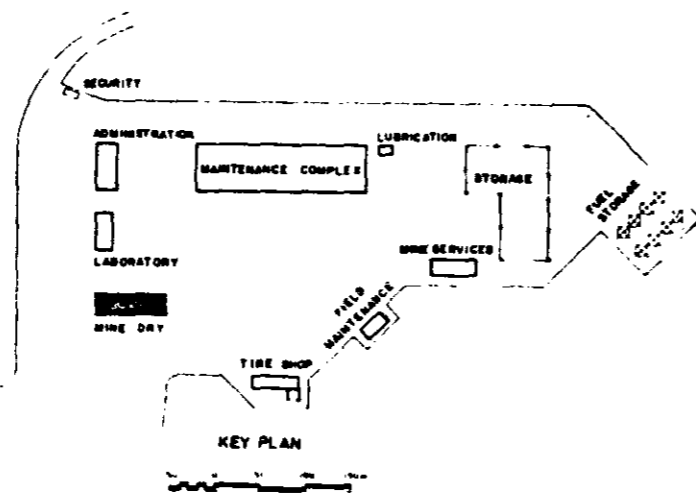 SECURITY
ADMINISTRATION
LUBRICATION
MAINTENANCE COMPLEX
STORAGE
FUEL
STORAGE
MINE SERVICES
LABORATORY
FIELD
MAINTENANCE
MINE DRY
TIRE SHOP
KEY PLAN